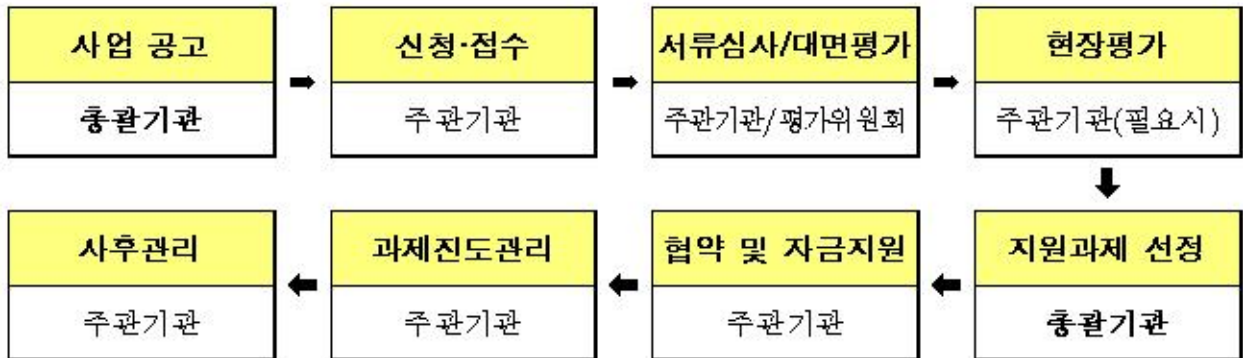 사업 공고
총괄기관
신청·접수
주관기관
서류심사/대면평가
주관기관/평가위원회
현장평가
주관기관(필요시)
지원과제 선정
총괄기관
협약 및 자금지원
주관기관
과제진도관리
주관기관
사후관리
주관기관